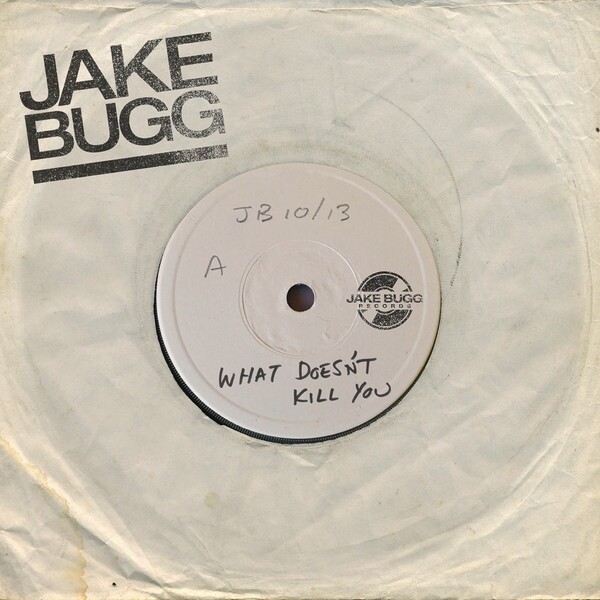 JAKE
BUGG
JB 10/13
A
JAKE BUGG
RECORDS
WHAT DOESN'T
KILL YOU